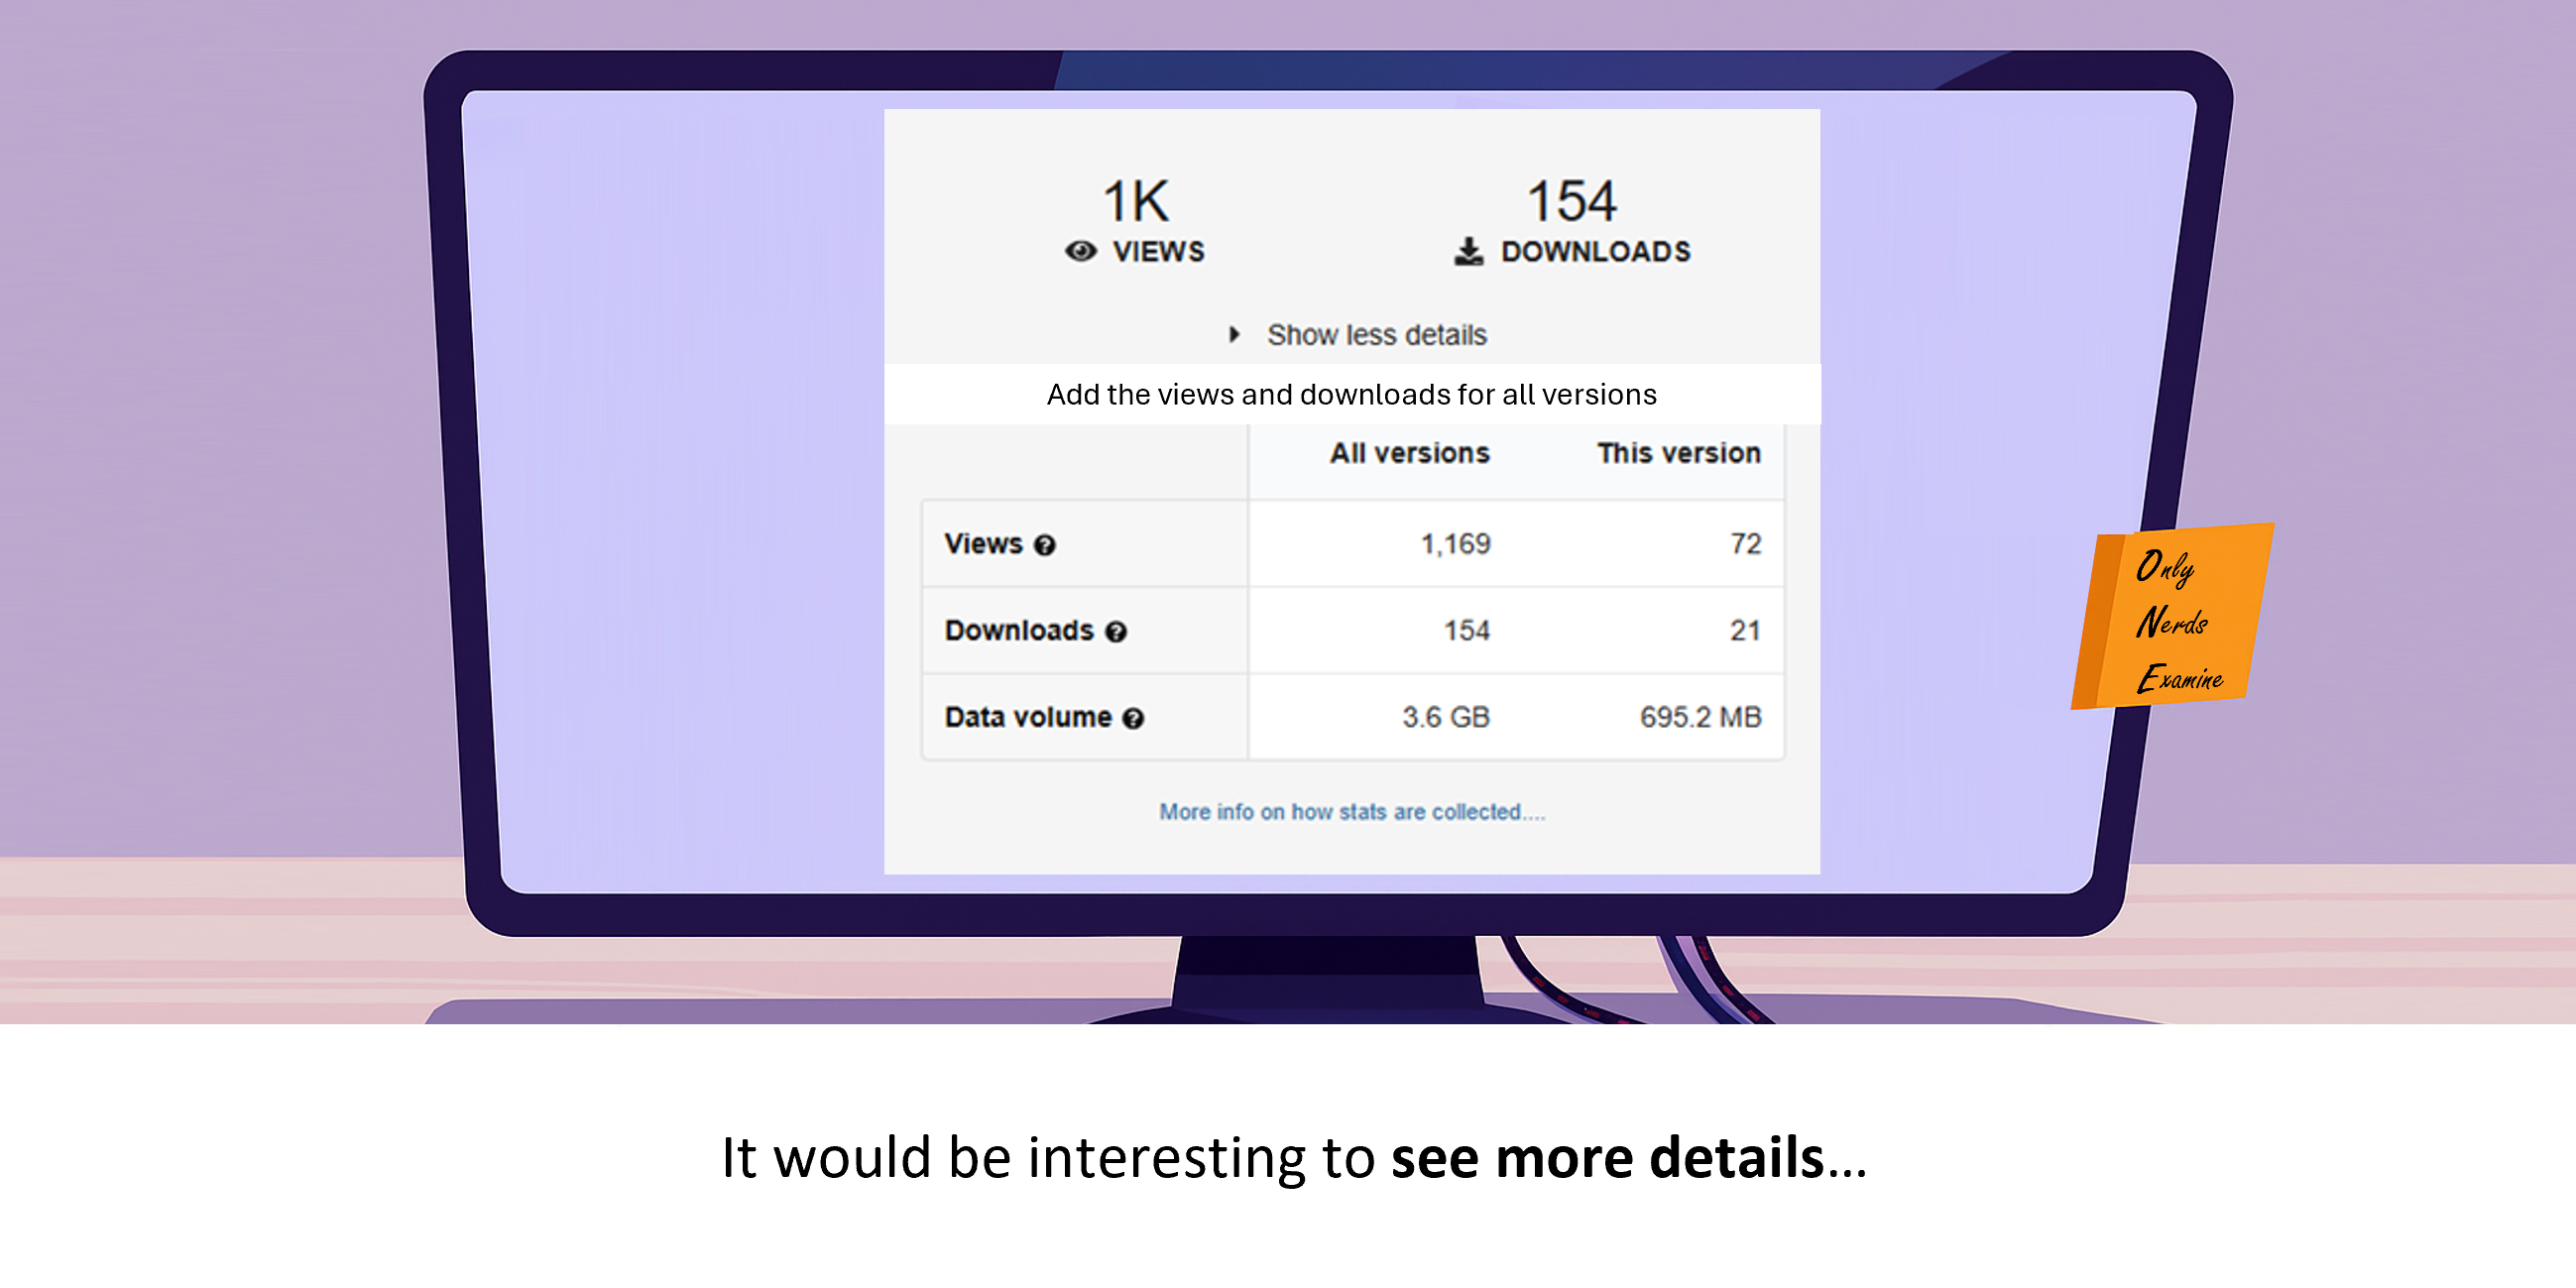 1K 154
VIEWS DOWNLOADS
Show less details
Add the views and downloads for all versions
All versions This version
Views 1,169 72
Downloads 154 21
Data volume 3.6 GB 695.2 MB
More info on how stats are collected....
Only
Nerds
Examine
It would be interesting to see more details...